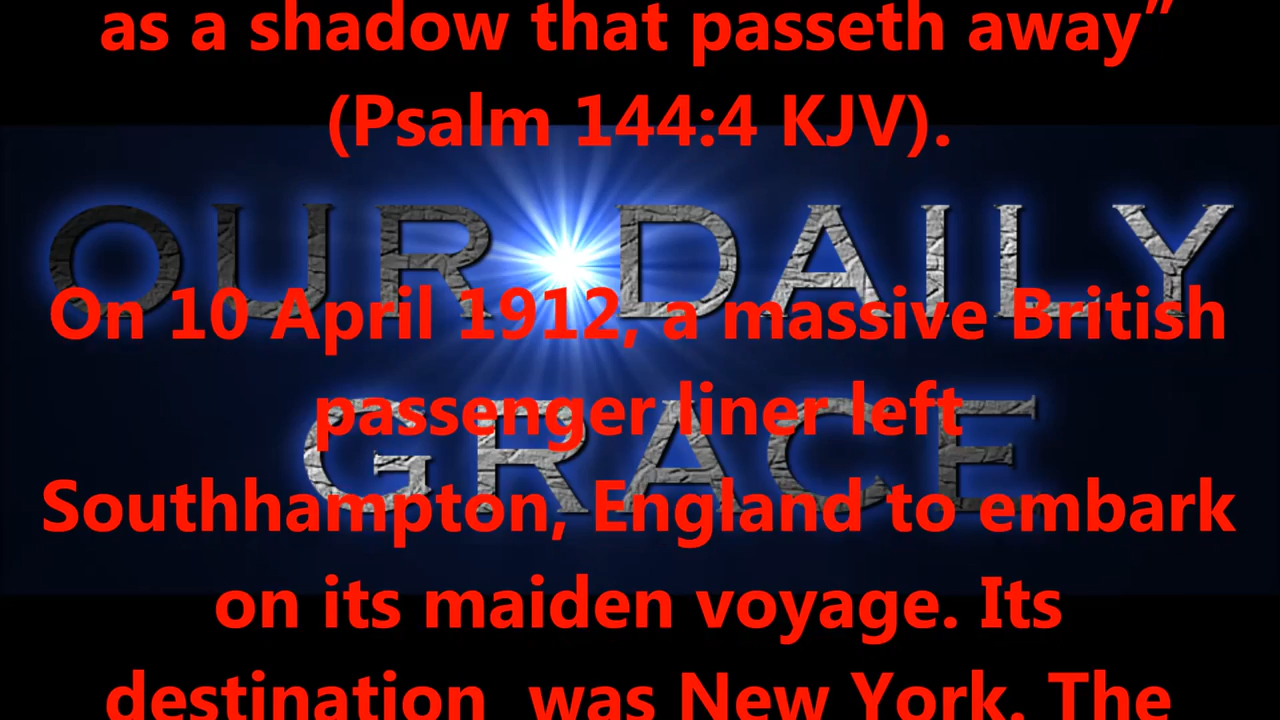 as a shadow that passeth away”
(Psalm 144:4 KJV).
OUR DAILY
On 10 April 1912, a massive British
passenger liner left
GRACE
Southhampton, England to embark
on its maiden voyage. Its
destination  was New York. The